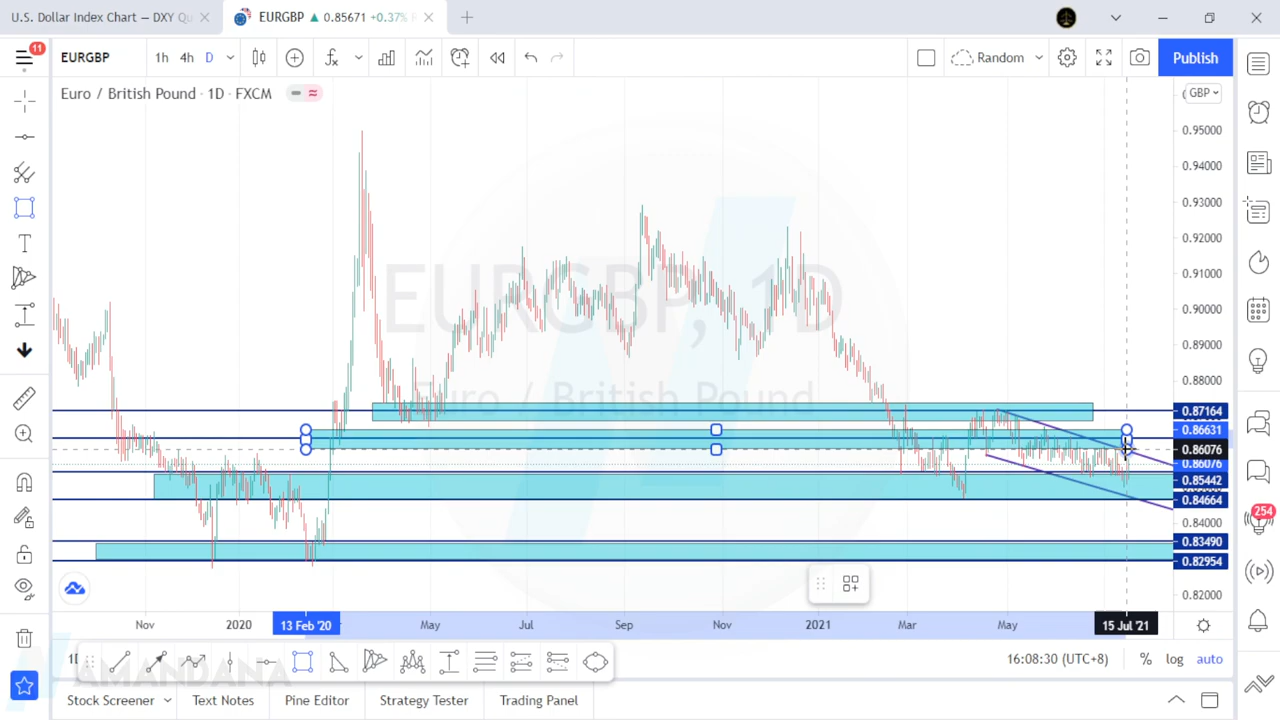 U.S. Dollar Index Chart — DXY Qu
EURGBP ▲ 0.85671 +0.37%
11
EURGBP
1h 4h D
Random
Publish
Euro / British Pound · 1D · FXCM
GBP
0.95000
0.94000
0.93000
0.92000
0.91000
0.90000
0.89000
0.88000
0.87164
0.86631
0.86076
0.86076
0.85442
0.84664
0.84000
0.83490
0.82954
0.82000
EURGBP, 1D
Euro / British Pound
254
Nov 2020 13 Feb '20 May Jul Sep Nov 2021 Mar May 15 Jul '21
1D
16:08:30 (UTC+8) % log auto
AMANDANA
Stock Screener Text Notes Pine Editor Strategy Tester Trading Panel